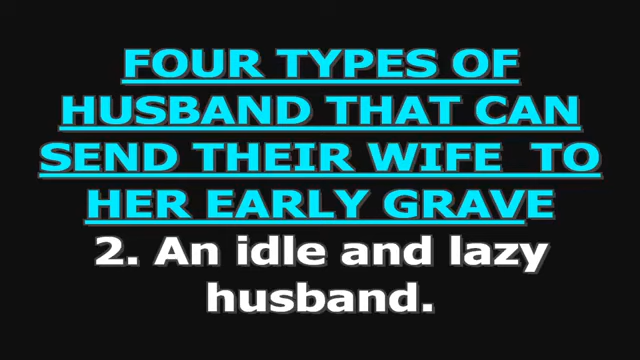 FOUR TYPES OF
HUSBAND THAT CAN
SEND THEIR WIFE TO
HER EARLY GRAVE
2. An idle and lazy
husband.